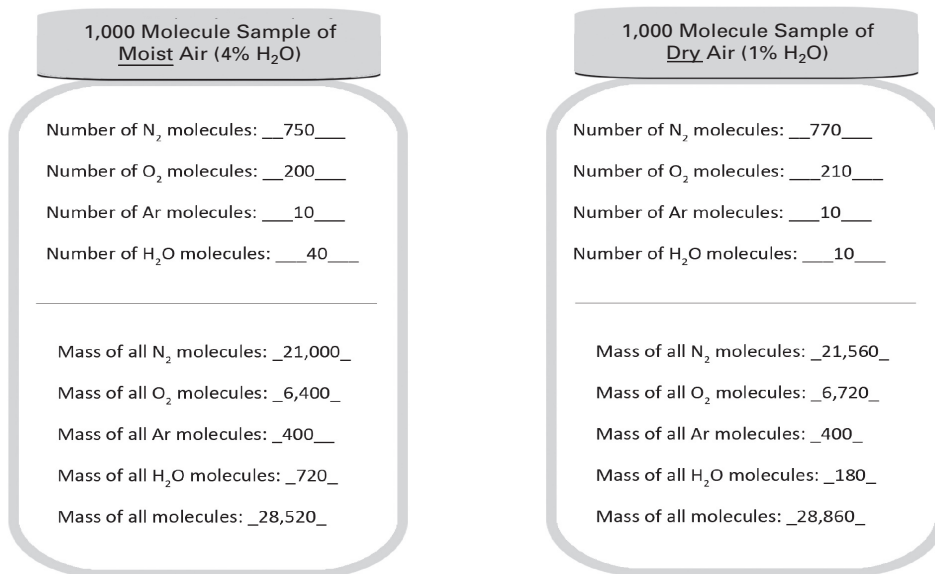 1,000 Molecule Sample of
Moist Air (4% H₂O)
Number of N₂ molecules: __750___
Number of O₂ molecules: __200___
Number of Ar molecules: ___10___
Number of H₂O molecules: ___40___
Mass of all N₂ molecules: _21,000_
Mass of all O₂ molecules: _6,400_
Mass of all Ar molecules: _400__
Mass of all H₂O molecules: _720_
Mass of all molecules: _28,520_
1,000 Molecule Sample of
Dry Air (1% H₂O)
Number of N₂ molecules: __770___
Number of O₂ molecules: ___210___
Number of Ar molecules: ___10___
Number of H₂O molecules: ___10___
Mass of all N₂ molecules: _21,560_
Mass of all O₂ molecules: _6,720_
Mass of all Ar molecules: _400_
Mass of all H₂O molecules: _180_
Mass of all molecules: _28,860_